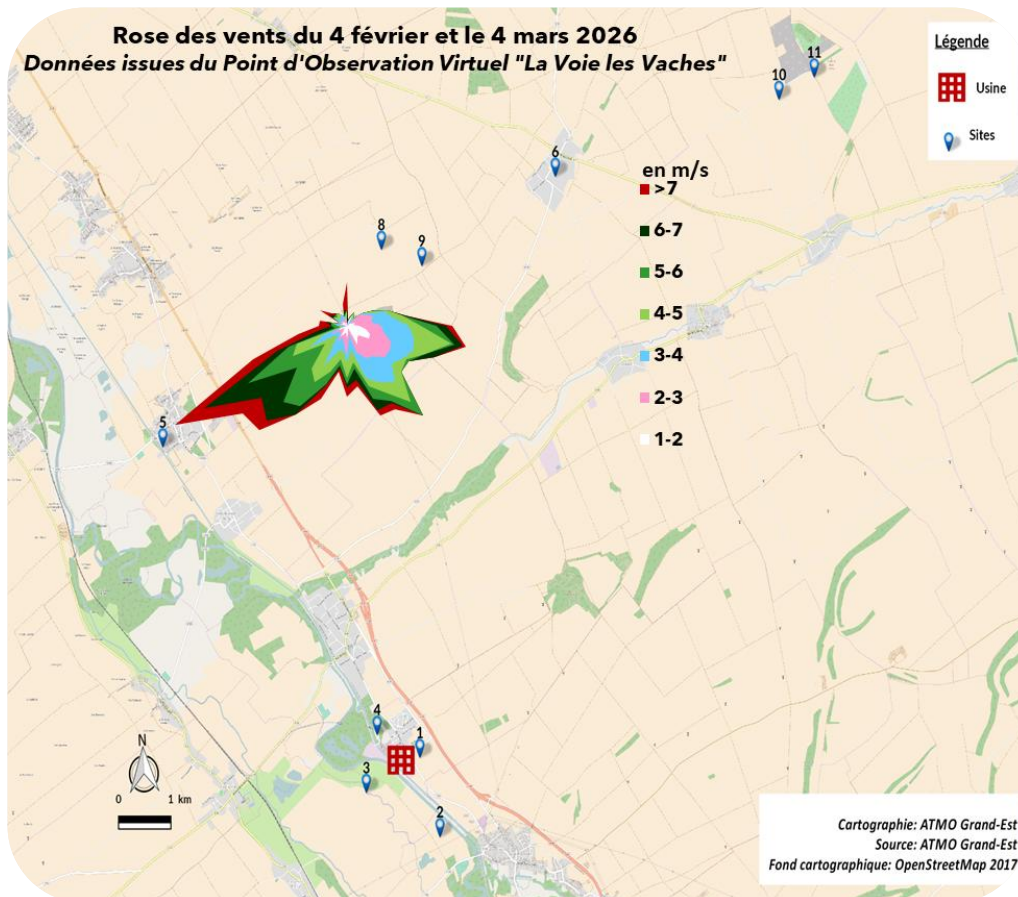 Rose des vents du 4 février et le 4 mars 2026
Données issues du Point d'Observation Virtuel "La Voie les Vaches"
Légende
Usine
Sites
11
10
6
en m/s
>7
6-7
5-6
4-5
3-4
2-3
1-2
8
9
5
4
1
3
2
N
0 1 km
Cartographie: ATMO Grand-Est
Source: ATMO Grand-Est
Fond cartographique: OpenStreetMap 2017